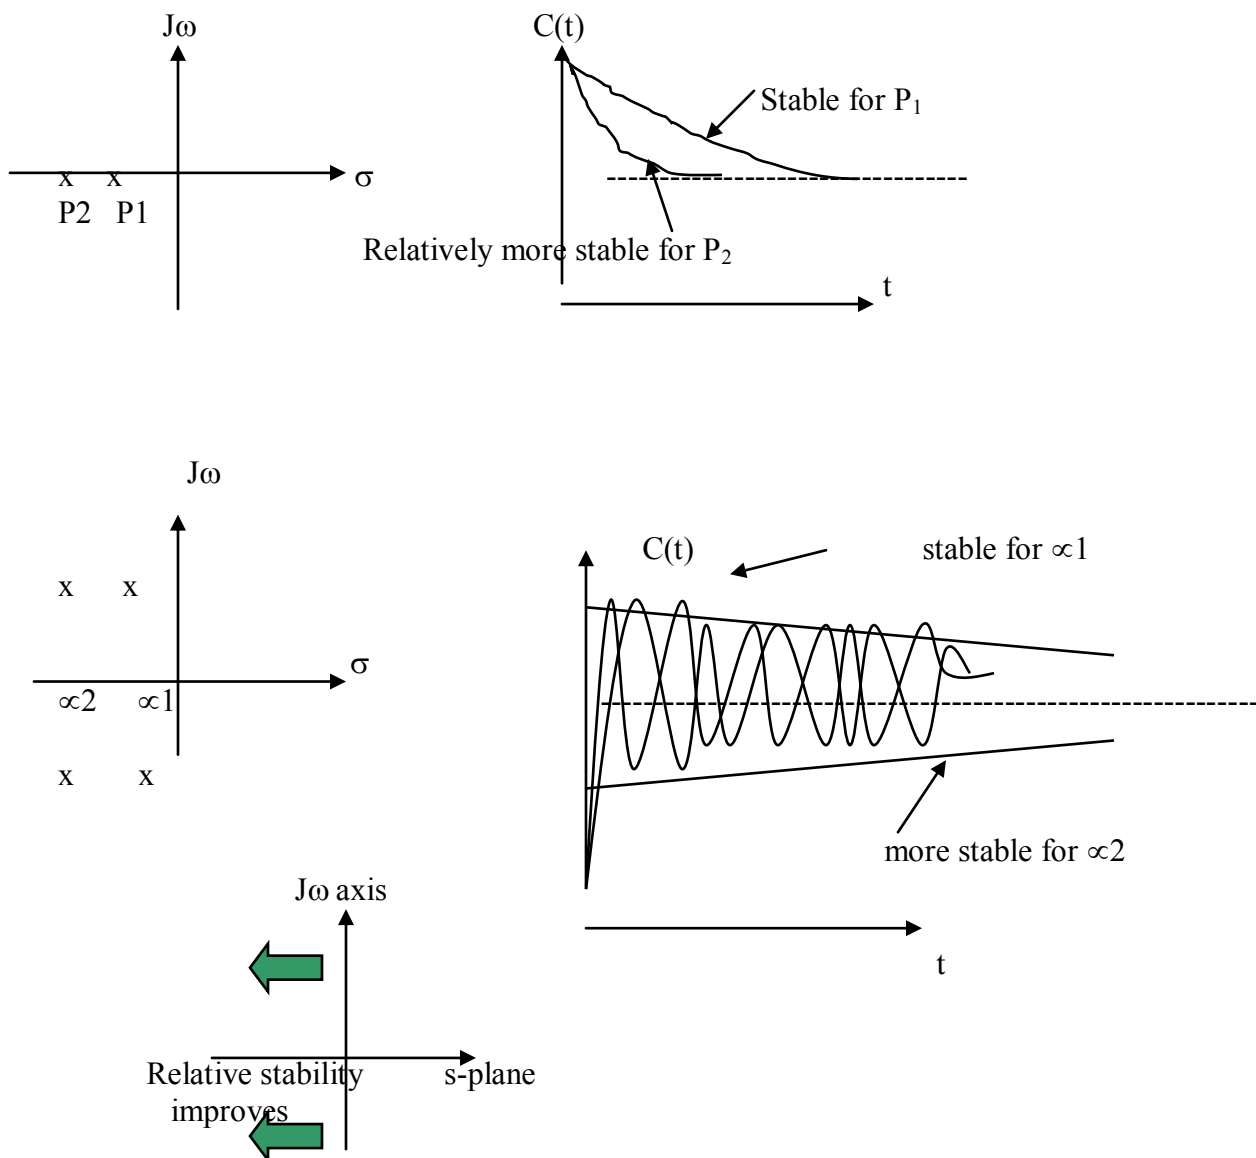 Jω
C(t)
Stable for P₁
x x
σ
P2 P1
Relatively more stable for P₂
t
Jω
C(t)
stable for ∝1
x x
σ
∝2 ∝1
x x
more stable for ∝2
Jω axis
t
Relative stability
s-plane
improves